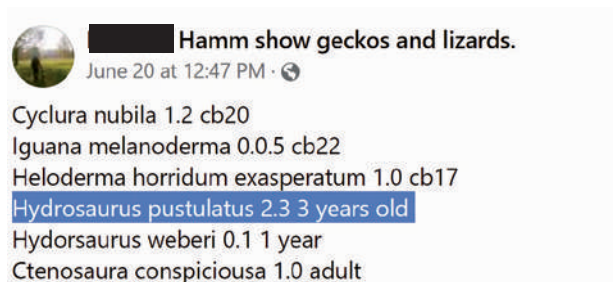 Hamm show geckos and lizards.
June 20 at 12:47 PM ·
Cyclura nubila 1.2 cb20
Iguana melanoderma 0.0.5 cb22
Heloderma horridum exasperatum 1.0 cb17
Hydrosaurus pustulatus 2.3 3 years old
Hydorsaurus weberi 0.1 1 year
Ctenosaura conspiciousa 1.0 adult